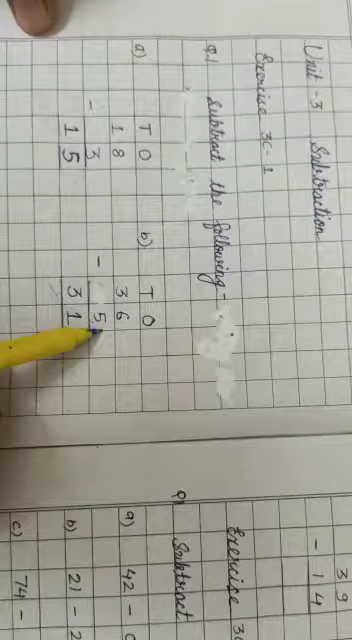 Unit - 3 Subtraction
Exercise 3C-1
Q.1 Subtract the following -
a) T O b) T O
1 8 3 6
- 3 - 5
1 5 3 1
3 9
- 1 4
Exercise
Q
Subtract
a) 42 -
b) 21 - 2
c) 74 -